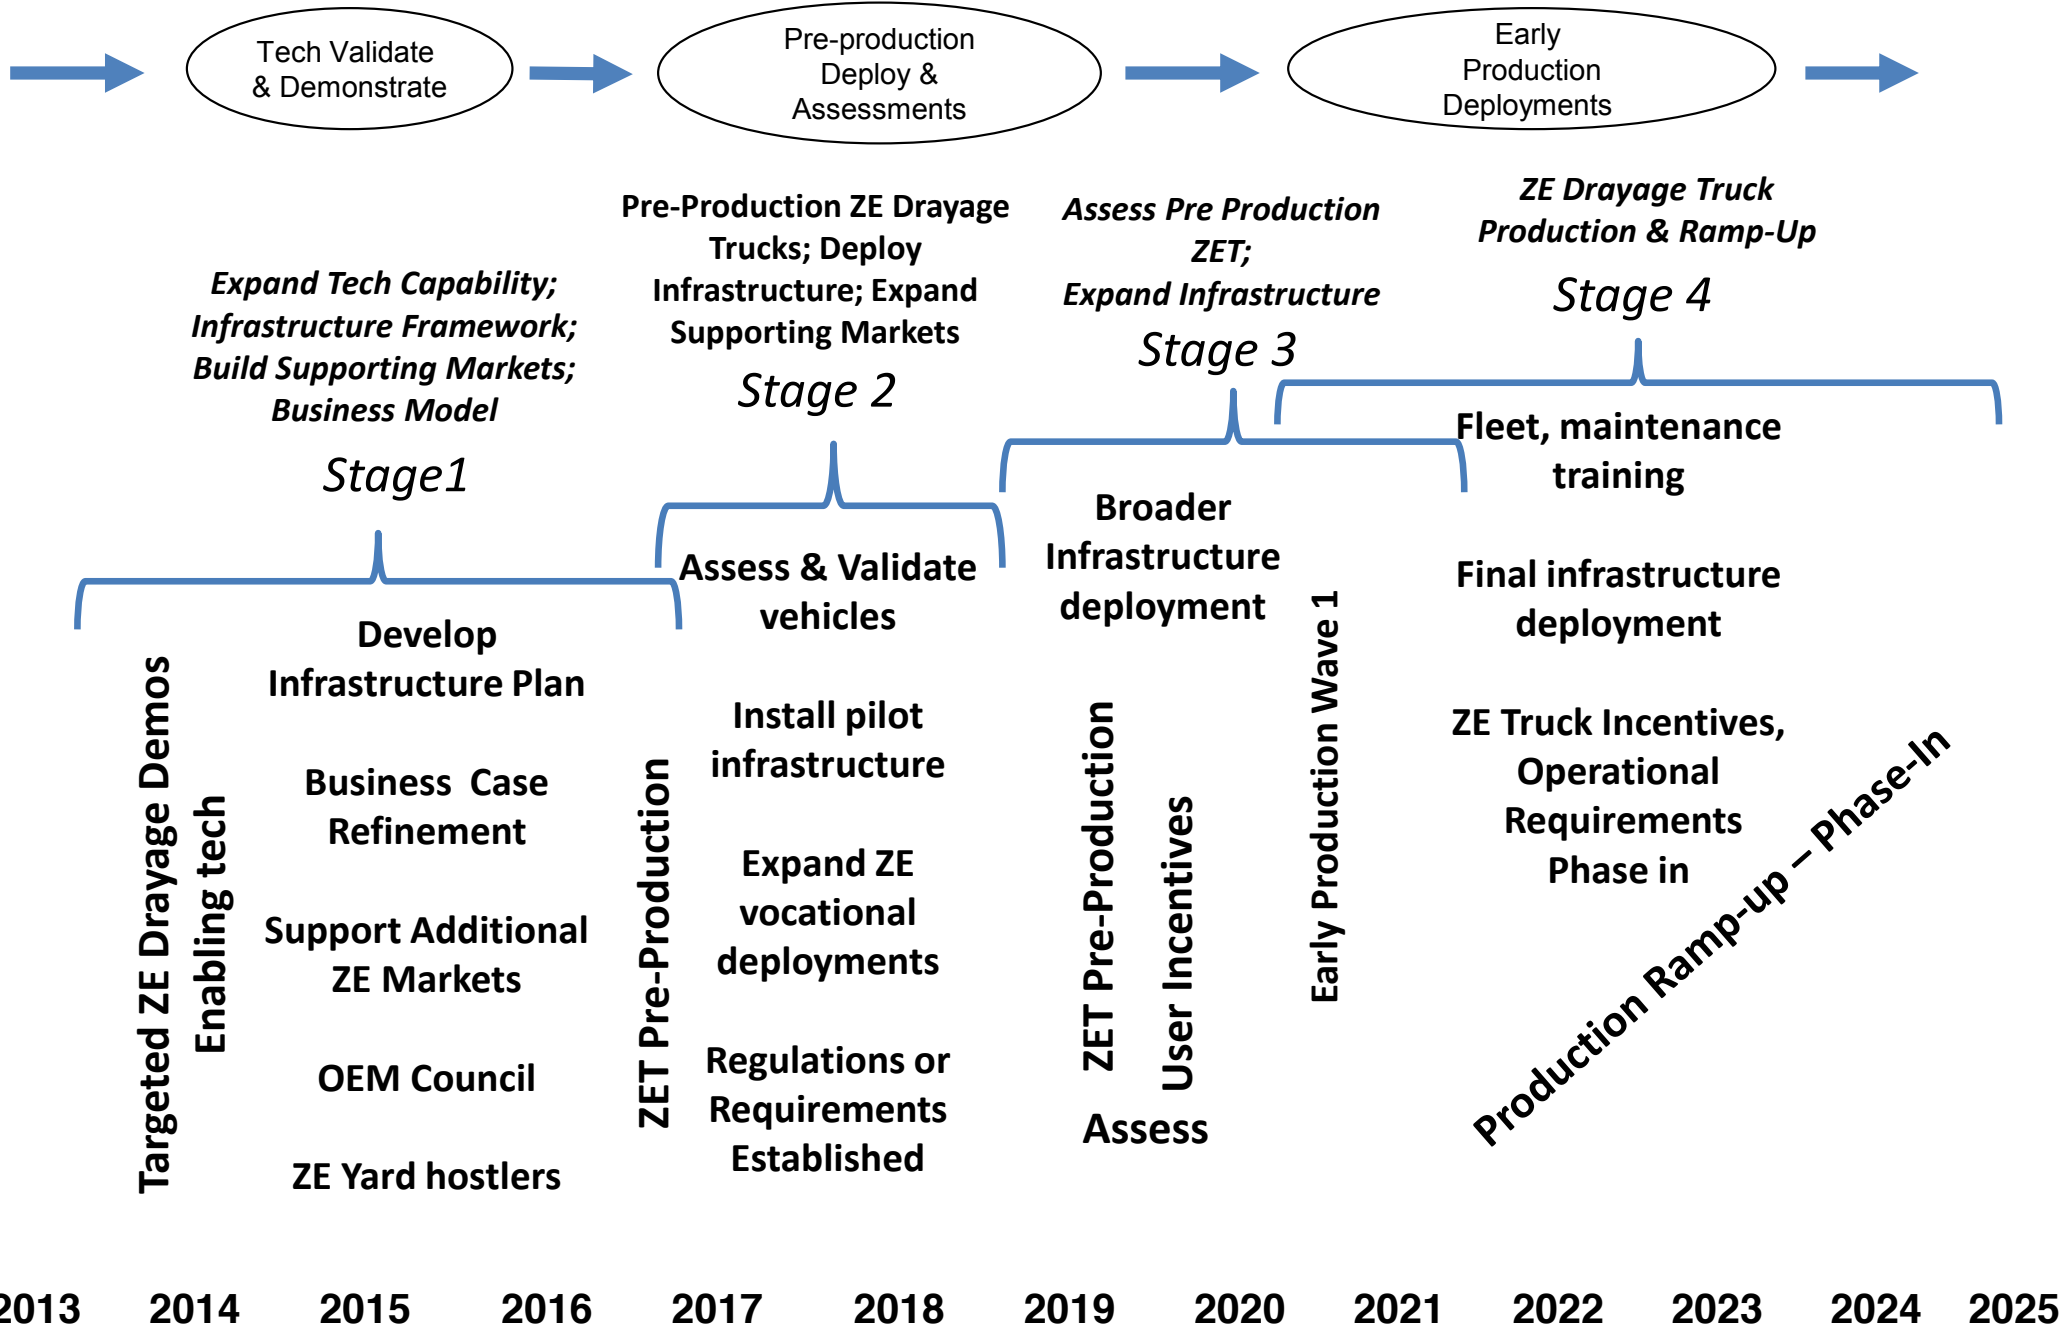 Tech Validate
& Demonstrate
Pre-production
Deploy &
Assessments
Early
Production
Deployments
Expand Tech Capability;
Infrastructure Framework;
Build Supporting Markets;
Business Model
Stage1
Pre-Production ZE Drayage
Trucks; Deploy
Infrastructure; Expand
Supporting Markets
Stage 2
Assess Pre Production
ZET;
Expand Infrastructure
Stage 3
ZE Drayage Truck
Production & Ramp-Up
Stage 4
Targeted ZE Drayage Demos
Enabling tech
Develop
Infrastructure Plan
Business Case
Refinement
Support Additional
ZE Markets
OEM Council
ZE Yard hostlers
ZET Pre-Production
Assess & Validate
vehicles
Install pilot
infrastructure
Expand ZE
vocational
deployments
Regulations or
Requirements
Established
Broader
Infrastructure
deployment
ZET Pre-Production
User Incentives
Assess
Early Production Wave 1
Fleet, maintenance
training
Final infrastructure
deployment
ZE Truck Incentives,
Operational
Requirements
Phase in
Production Ramp-up – Phase-In
2013 2014 2015 2016 2017 2018 2019 2020 2021 2022 2023 2024 2025